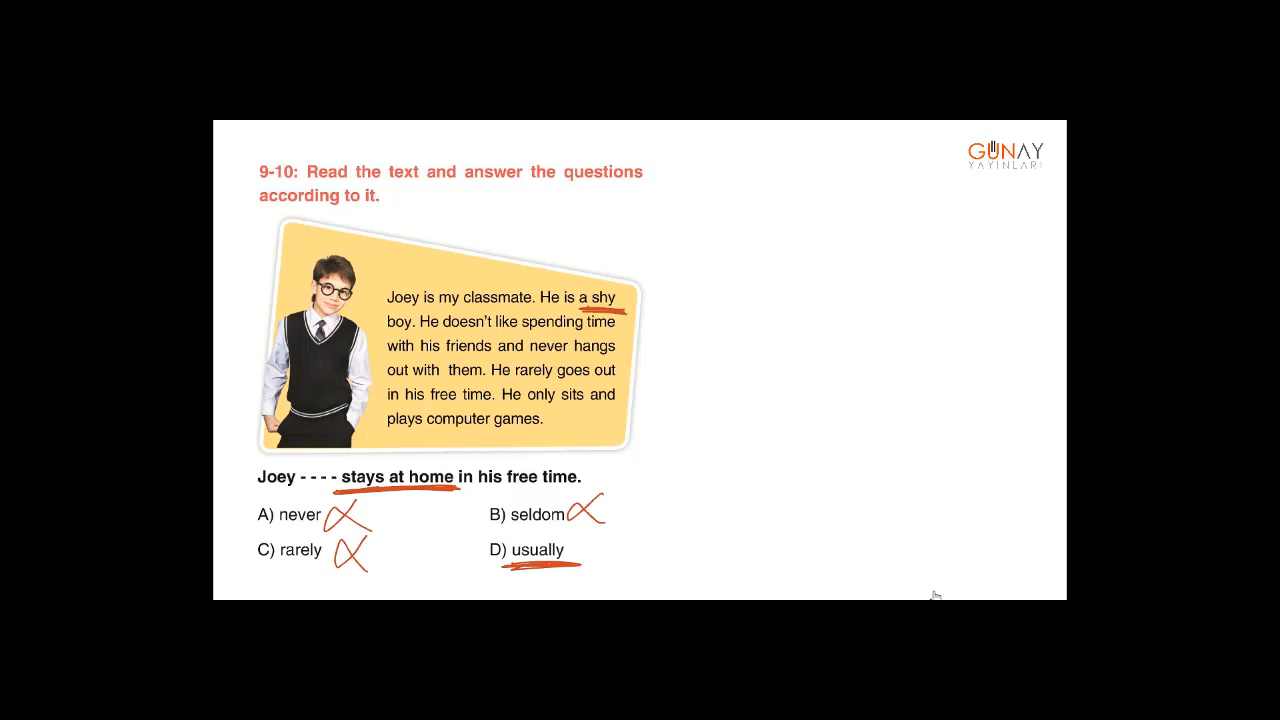 GÜNAY
YAYINLARI
9-10: Read the text and answer the questions
according to it.
Joey is my classmate. He is a shy
boy. He doesn't like spending time
with his friends and never hangs
out with them. He rarely goes out
in his free time. He only sits and
plays computer games.
Joey - - - - stays at home in his free time.
A) never B) seldom
C) rarely D) usually